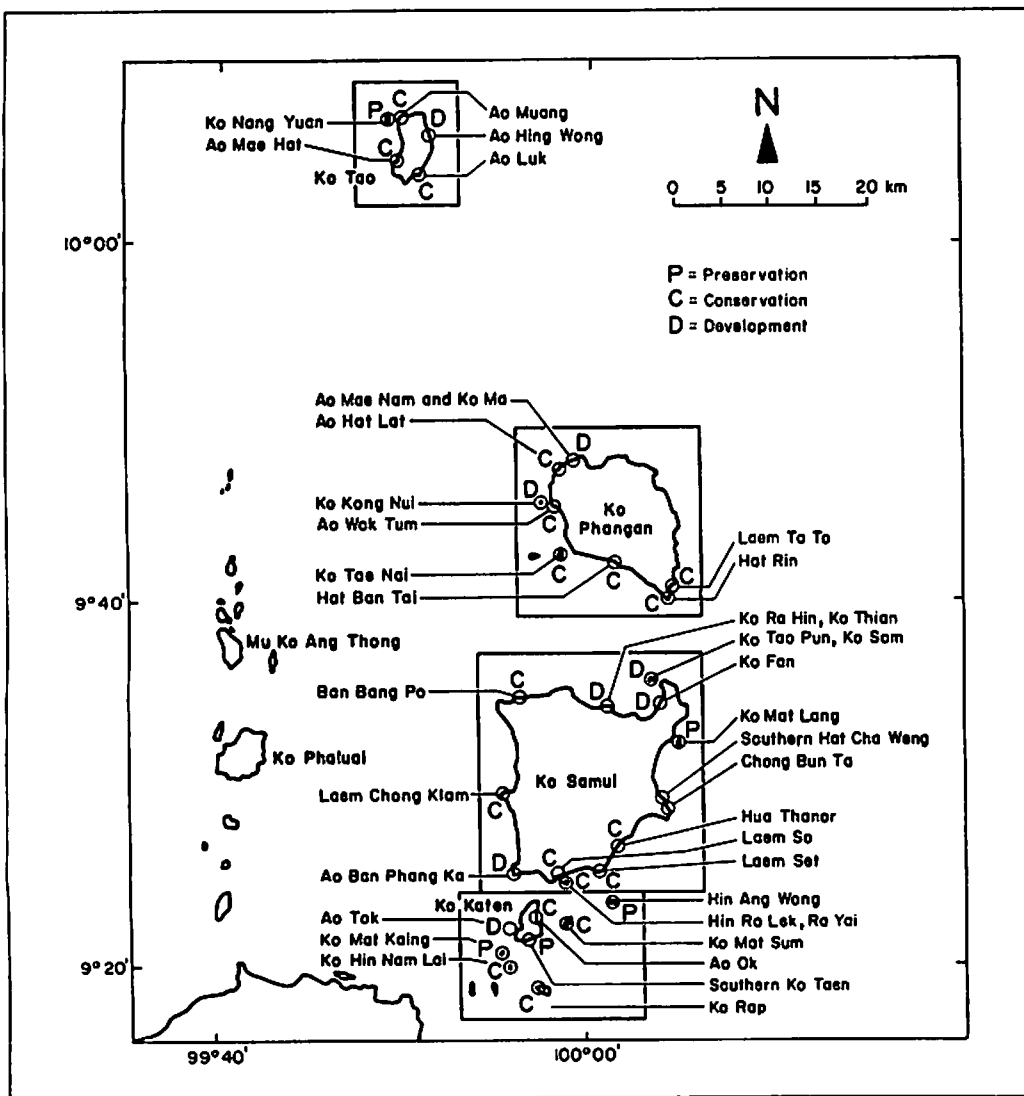 N
0 5 10 15 20 km
P = Preservation
C = Conservation
D = Development
10°00'
9°40'
9°20'
99°40'
100°00'
Ko Nang Yuan
Ao Mae Hat
Ko Tao
P
C
D
C
C
Ao Muang
Ao Hing Wong
Ao Luk
Ao Mae Nam and Ko Ma
Ao Hat Lat
Ko Kong Nui
Ao Wok Tum
Ko Tae Nai
Hat Ban Tai
C
D
D
C
C
C
C
C
Ko
Phangan
Laem Ta To
Hat Rin
Mu Ko Ang Thong
Ko Phaluai
Ban Bang Po
Laem Chong Klam
Ao Ban Phang Ka
Ko Samui
C
D
D
D
P
C
D
C
C
C
C
Ko Ra Hin, Ko Thian
Ko Tao Pun, Ko Som
Ko Fan
Ko Mat Lang
Southern Hat Cha Weng
Chong Bun Ta
Hua Thanor
Laem So
Laem Set
Ko Katen
Ao Tok
Ko Mat Kaing
Ko Hin Nam Lai
C
D
P
P
C
C
P
C
Hin Ang Wong
Hin Ra Lek, Ra Yai
Ko Mat Sum
Ao Ok
Southern Ko Taen
Ko Rap